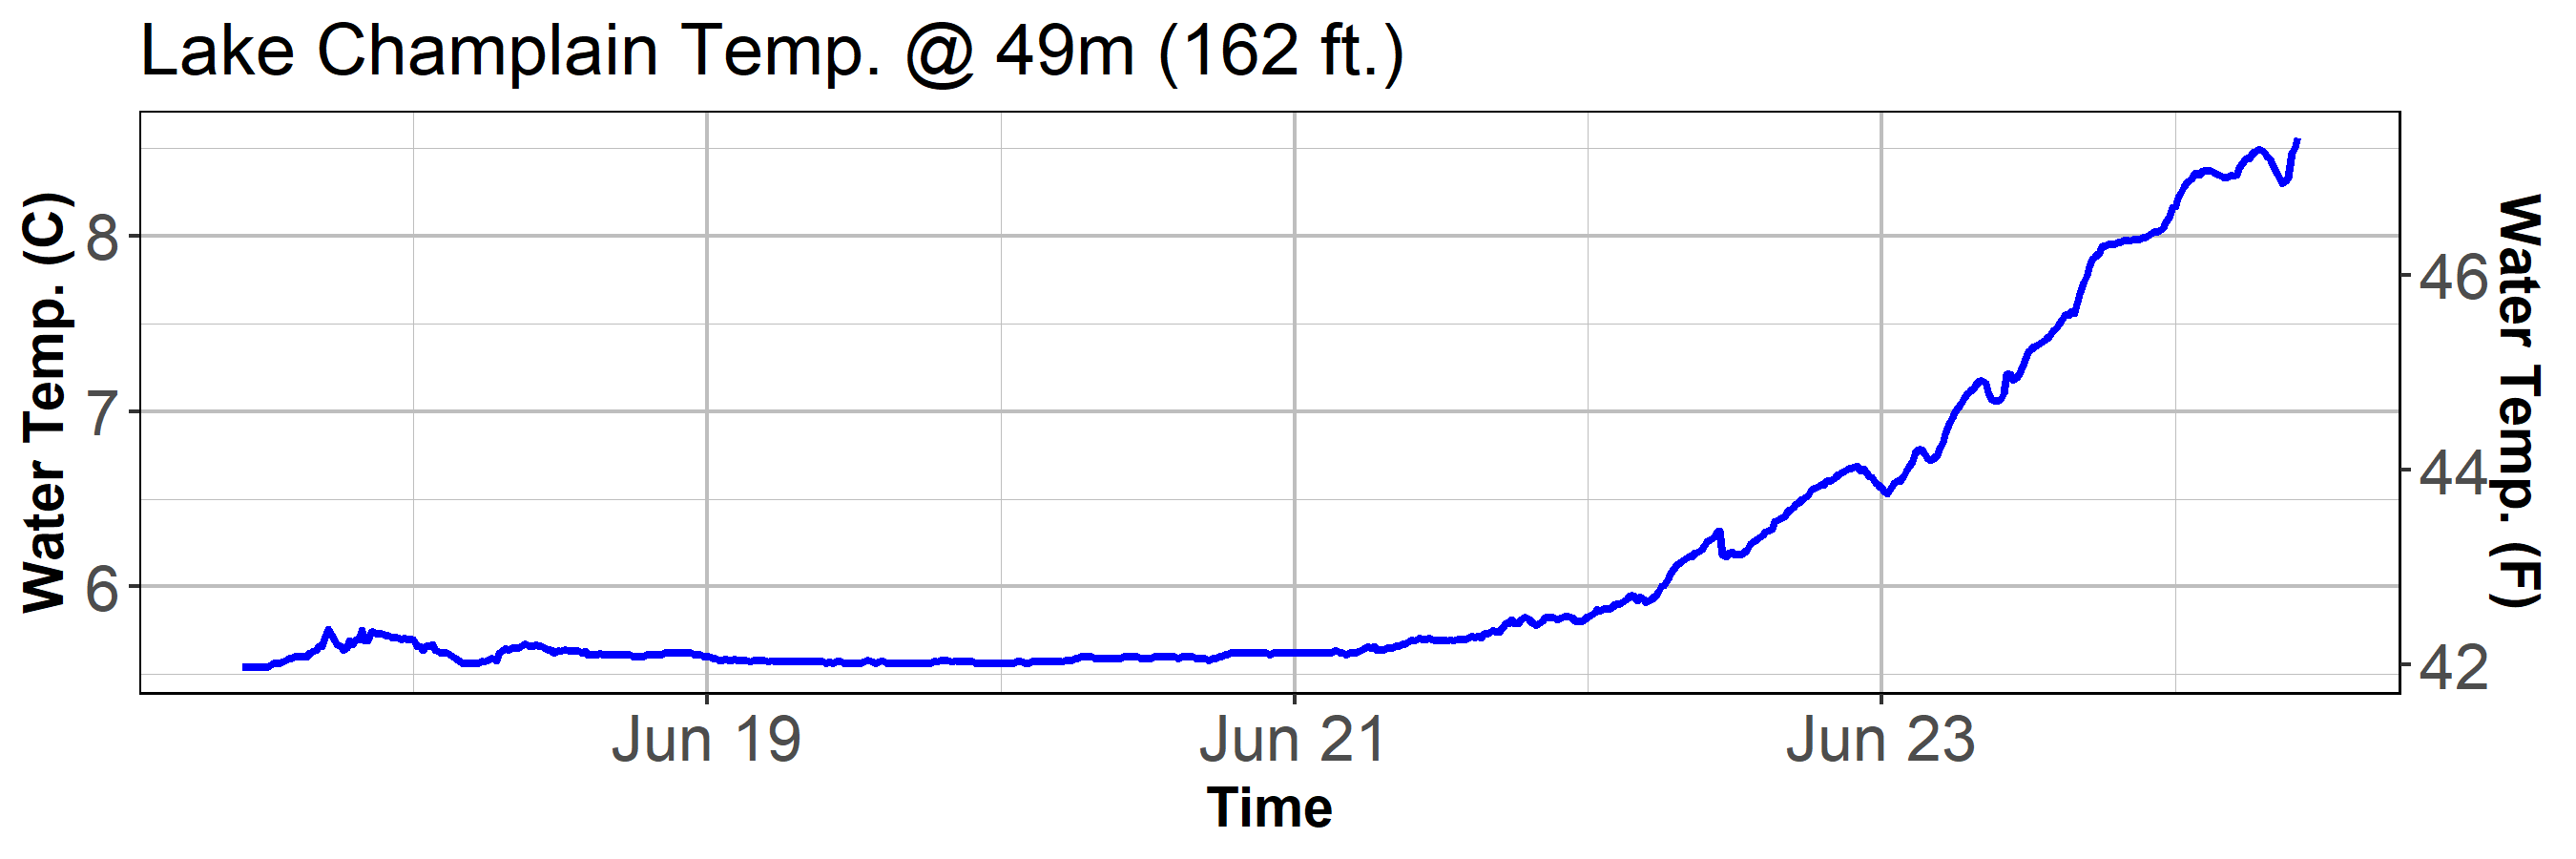 Lake Champlain Temp. @ 49m (162 ft.)
Water Temp. (C)
8
7
6
46
44
42
Water Temp. (F)
Jun 19
Jun 21
Jun 23
Time